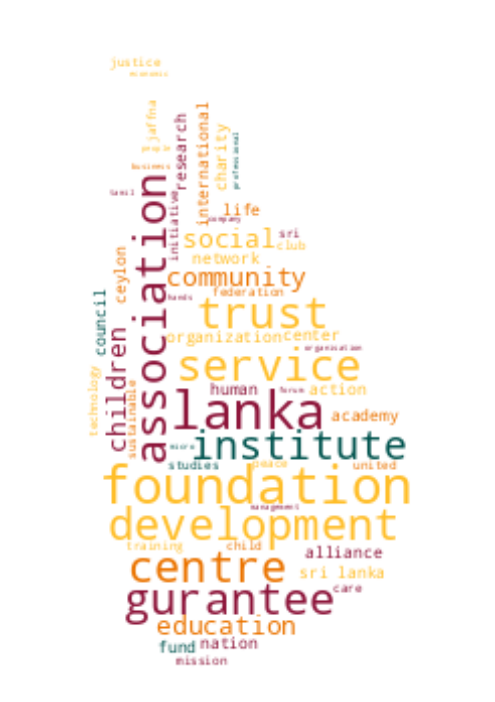 justice
economic
jaffna
people
business
research
international
charity
professional
tamil
association
initiative
life
company
social
sri
club
network
ceylon
community
federation
hands
council
trust
children
organization
center
organisation
service
technology
sustainable
human
forum
action
lanka
academy
micro
institute
studies
peace
united
foundation
management
development
training
child
alliance
centre
sri lanka
care
gurantee
education
fund
nation
mission